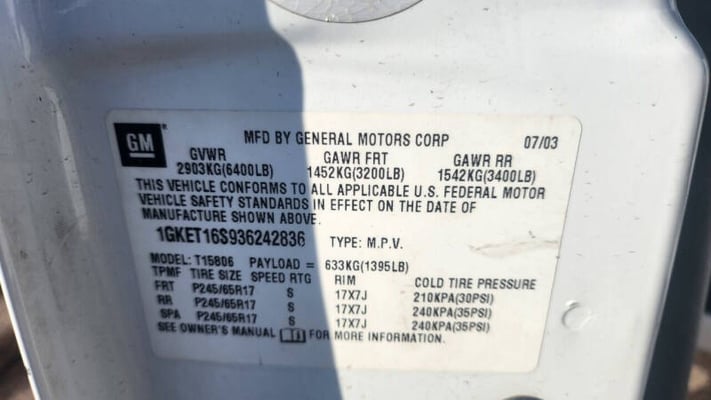 GM MFD BY GENERAL MOTORS CORP 07/03
GVWR GAWR FRT GAWR RR
2903KG(6400LB) 1452KG(3200LB) 1542KG(3400LB)
THIS VEHICLE CONFORMS TO ALL APPLICABLE U.S. FEDERAL MOTOR
VEHICLE SAFETY STANDARDS IN EFFECT ON THE DATE OF
MANUFACTURE SHOWN ABOVE.
1GKET16S936242836 TYPE: M.P.V.
MODEL: T15806 PAYLOAD = 633KG(1395LB)
TPMF TIRE SIZE SPEED RTG RIM COLD TIRE PRESSURE
FRT P245/65R17 S 17X7J 210KPA(30PSI)
RR P245/65R17 S 17X7J 240KPA(35PSI)
SPA P245/65R17 S 17X7J 240KPA(35PSI)
SEE OWNER'S MANUAL FOR MORE INFORMATION.